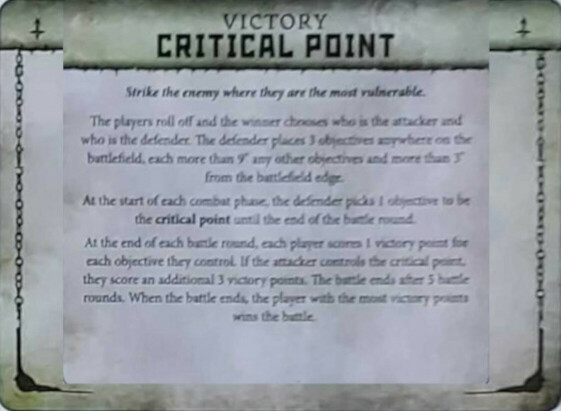 VICTORY
CRITICAL POINT
Strike the enemy where they are the most vulnerable.
The players roll off and the winner chooses who is the attacker and
who is the defender. The defender places 3 objectives anywhere on the
battlefield, each more than 9" any other objectives and more than 3"
from the battlefield edge.
At the start of each combat phase, the defender picks 1 objective to be
the critical point until the end of the battle round.
At the end of each battle round, each player scores 1 victory point for
each objective they control. If the attacker controls the critical point,
they score an additional 3 victory points. The battle ends after 5 battle
rounds. When the battle ends, the player with the most victory points
wins the battle.